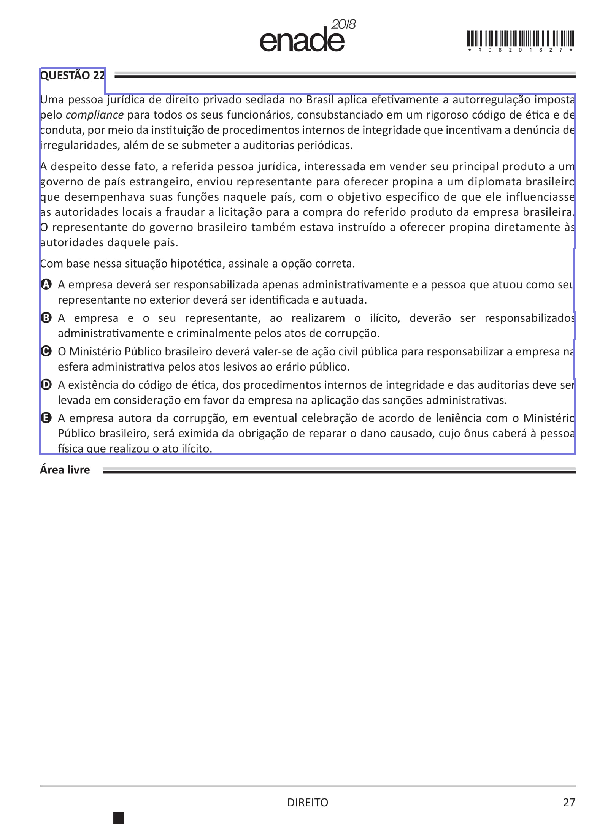 enade 2018
*R0620182?*
QUESTÃO 22
Uma pessoa jurídica de direito privado sediada no Brasil aplica efetivamente a autorregulação imposta
pelo compliance para todos os seus funcionários, consubstanciado em um rigoroso código de ética e de
conduta, por meio da instituição de procedimentos internos de integridade que incentivam a denúncia de
irregularidades, além de se submeter a auditorias periódicas.
A despeito desse fato, a referida pessoa jurídica, interessada em vender seu principal produto a um
governo de país estrangeiro, enviou representante para oferecer propina a um diplomata brasileiro
que desempenhava suas funções naquele país, com o objetivo específico de que ele influenciasse
as autoridades locais a fraudar a licitação para a compra do referido produto da empresa brasileira.
O representante do governo brasileiro também estava instruído a oferecer propina diretamente às
autoridades daquele país.
Com base nessa situação hipotética, assinale a opção correta.
A A empresa deverá ser responsabilizada apenas administrativamente e a pessoa que atuou como seu
representante no exterior deverá ser identificada e autuada.
B A empresa e o seu representante, ao realizarem o ilícito, deverão ser responsabilizados
administrativamente e criminalmente pelos atos de corrupção.
C O Ministério Público brasileiro deverá valer-se de ação civil pública para responsabilizar a empresa na
esfera administrativa pelos atos lesivos ao erário público.
D A existência do código de ética, dos procedimentos internos de integridade e das auditorias deve ser
levada em consideração em favor da empresa na aplicação das sanções administrativas.
E A empresa autora da corrupção, em eventual celebração de acordo de leniência com o Ministério
Público brasileiro, será eximida da obrigação de reparar o dano causado, cujo ônus caberá à pessoa
física que realizou o ato ilícito.
Área livre
DIREITO 27